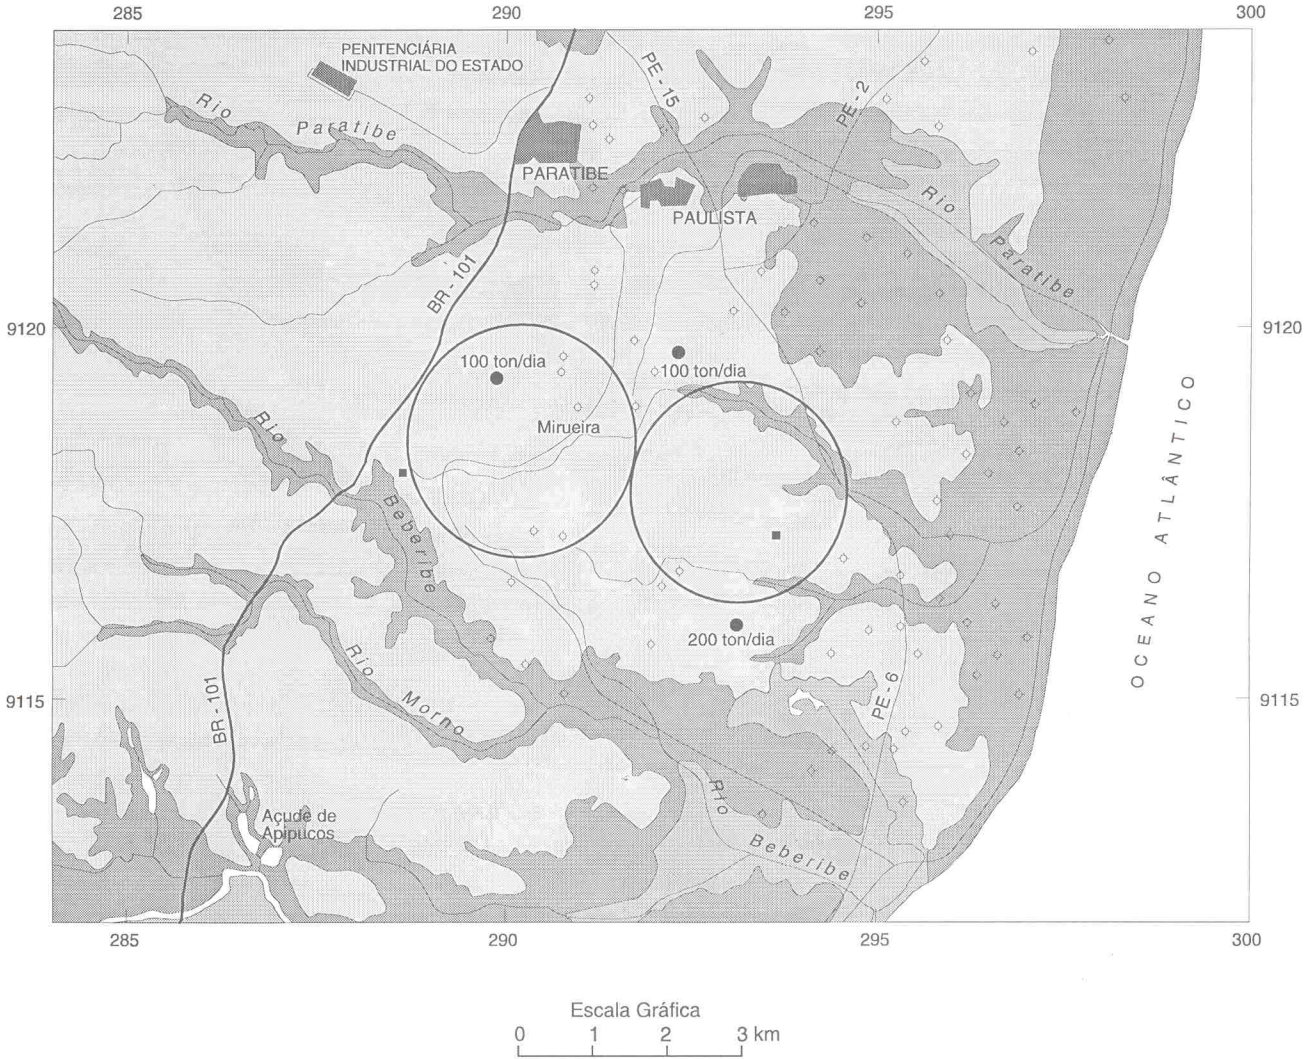 285 290 295 300
PENITENCIÁRIA
INDUSTRIAL DO ESTADO
PE - 15
PE - 2
Rio
Paratibe
PARATIBE
PAULISTA
Rio
Paratibe
BR - 101
9120
9120
100 ton/dia
100 ton/dia
Rio
Mirueira
Beberibe
OCEANO ATLÂNTICO
200 ton/dia
Rio
Morno
PE - 6
BR - 101
9115
9115
Rio
Beberibe
Açude de
Apipucos
285 290 295 300
Escala Gráfica
0 1 2 3 km